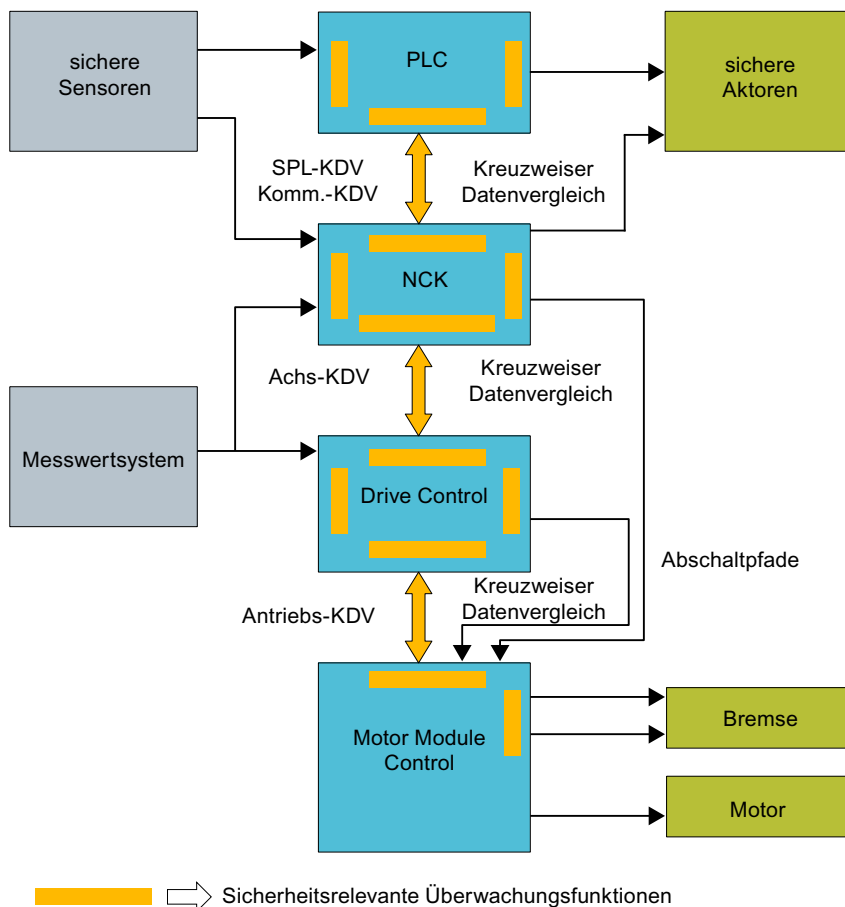 sichere
Sensoren
PLC
sichere
Aktoren
SPL-KDV
Komm.-KDV
Kreuzweiser
Datenvergleich
NCK
Achs-KDV
Kreuzweiser
Datenvergleich
Messwertsystem
Drive Control
Abschaltpfade
Antriebs-KDV
Kreuzweiser
Datenvergleich
Motor Module
Control
Bremse
Motor
Sicherheitsrelevante Überwachungsfunktionen